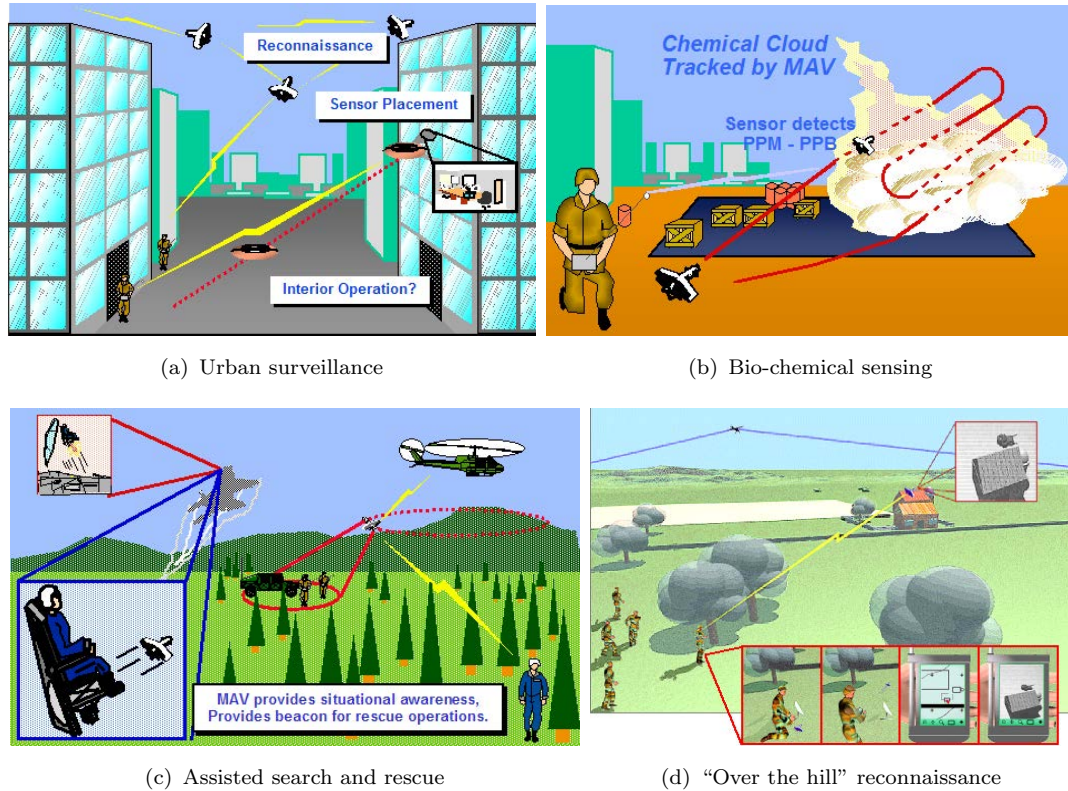 Reconnaissance
Sensor Placement
Interior Operation?
Chemical Cloud
Tracked by MAV
Sensor detects
PPM - PPB
(a) Urban surveillance
(b) Bio-chemical sensing
MAV provides situational awareness,
Provides beacon for rescue operations.
(c) Assisted search and rescue
(d) “Over the hill” reconnaissance